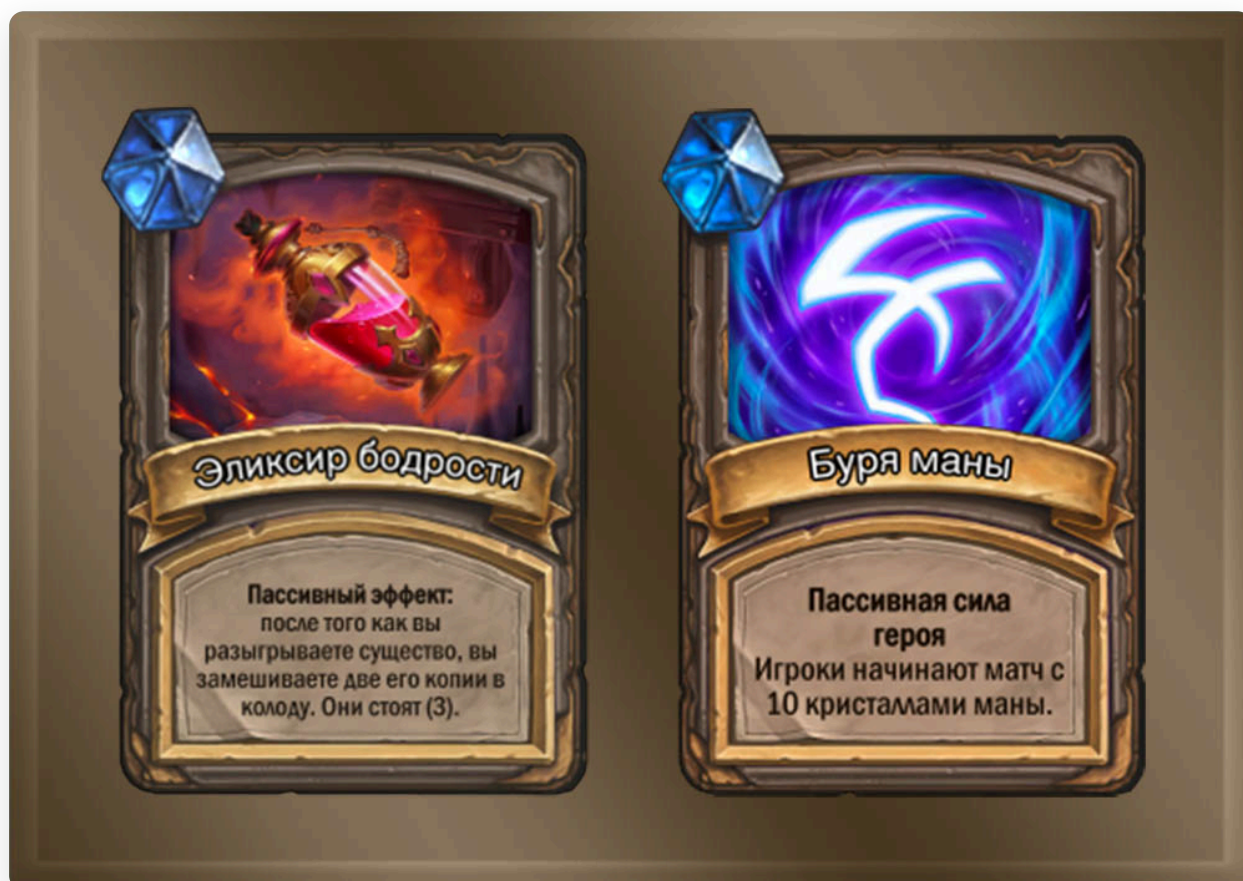 Эликсир бодрости
Пассивный эффект:
после того как вы
разыгрываете существо, вы
замешиваете две его копии в
колоду. Они стоят (3).
Буря маны
Пассивная сила
героя
Игроки начинают матч с
10 кристаллами маны.